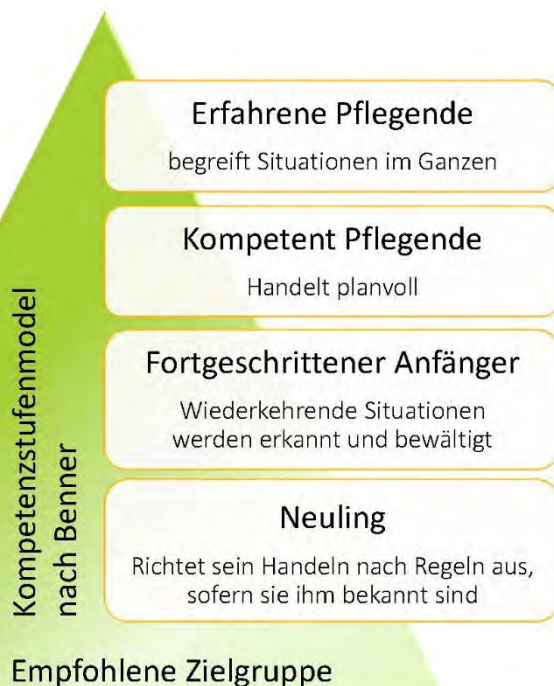 Erfahrene Pflegende
begreift Situationen im Ganzen
Kompetent Pflegende
Handelt planvoll
Fortgeschrittener Anfänger
Wiederkehrende Situationen
werden erkannt und bewältigt
Neuling
Richtet sein Handeln nach Regeln aus,
sofern sie ihm bekannt sind
Kompetenzstufenmodel
nach Benner
Empfohlene Zielgruppe